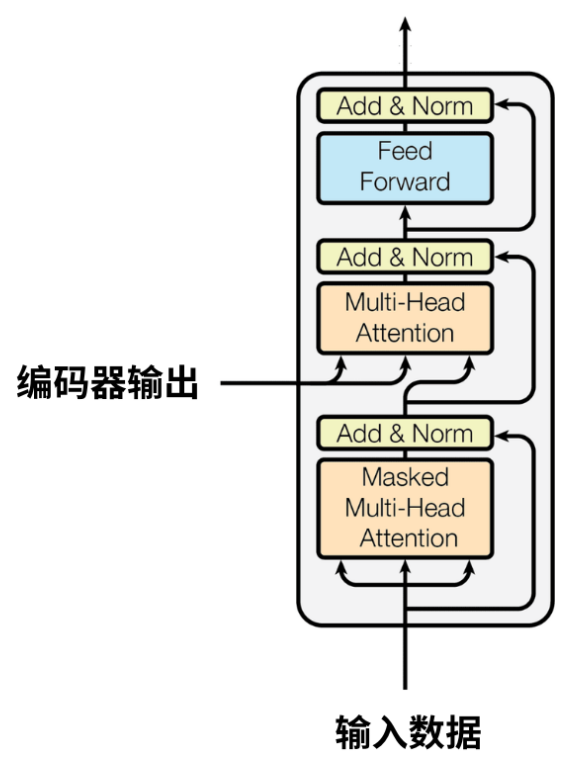 Add & Norm
Feed
Forward
Add & Norm
Multi-Head
Attention
编码器输出
Add & Norm
Masked
Multi-Head
Attention
输入数据